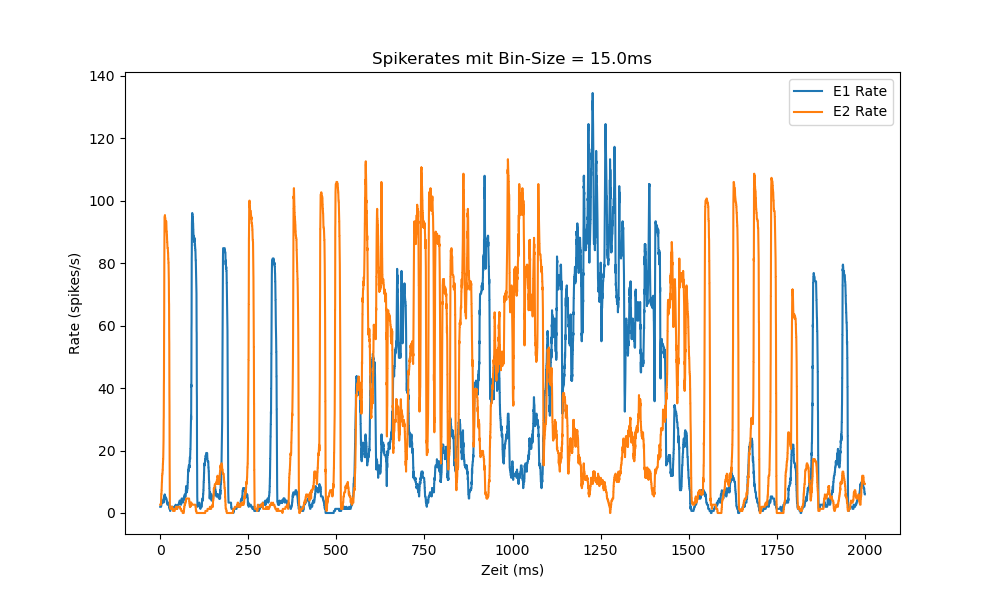 Spikerates mit Bin-Size = 15.0ms
E1 Rate
E2 Rate
140
120
100
80
60
40
20
0
Rate (spikes/s)
0 250 500 750 1000 1250 1500 1750 2000
Zeit (ms)